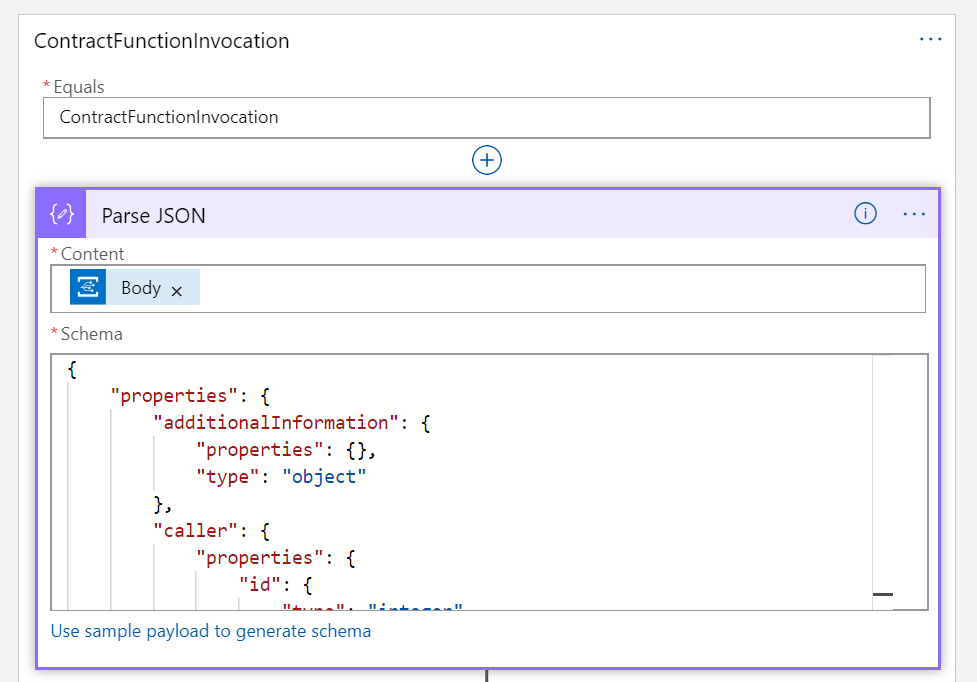 ContractFunctionInvocation
* Equals
ContractFunctionInvocation
Parse JSON
* Content
Body ×
* Schema
{
"properties": {
"additionalInformation": {
"properties": {},
"type": "object"
},
"caller": {
"properties": {
"id": {
"type": "integer"
Use sample payload to generate schema